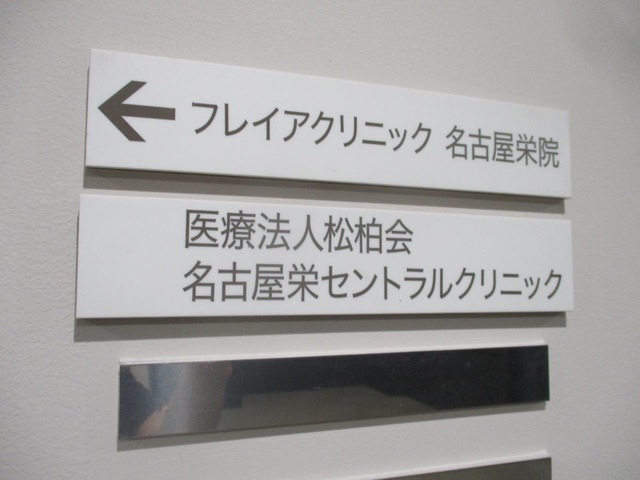 ← フレイアクリニック 名古屋栄院
医療法人松柏会
名古屋栄セントラルクリニック